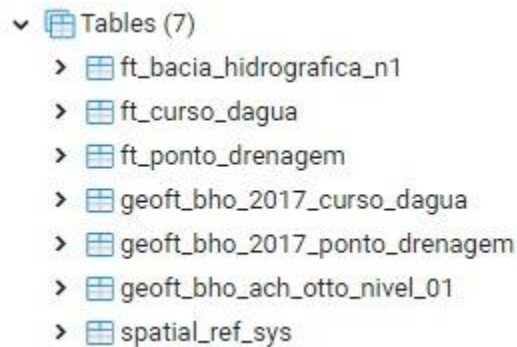 Tables (7)
ft_bacia_hidrografica_n1
ft_curso_dagua
ft_ponto_drenagem
geoft_bho_2017_curso_dagua
geoft_bho_2017_ponto_drenagem
geoft_bho_ach_otto_nivel_01
spatial_ref_sys